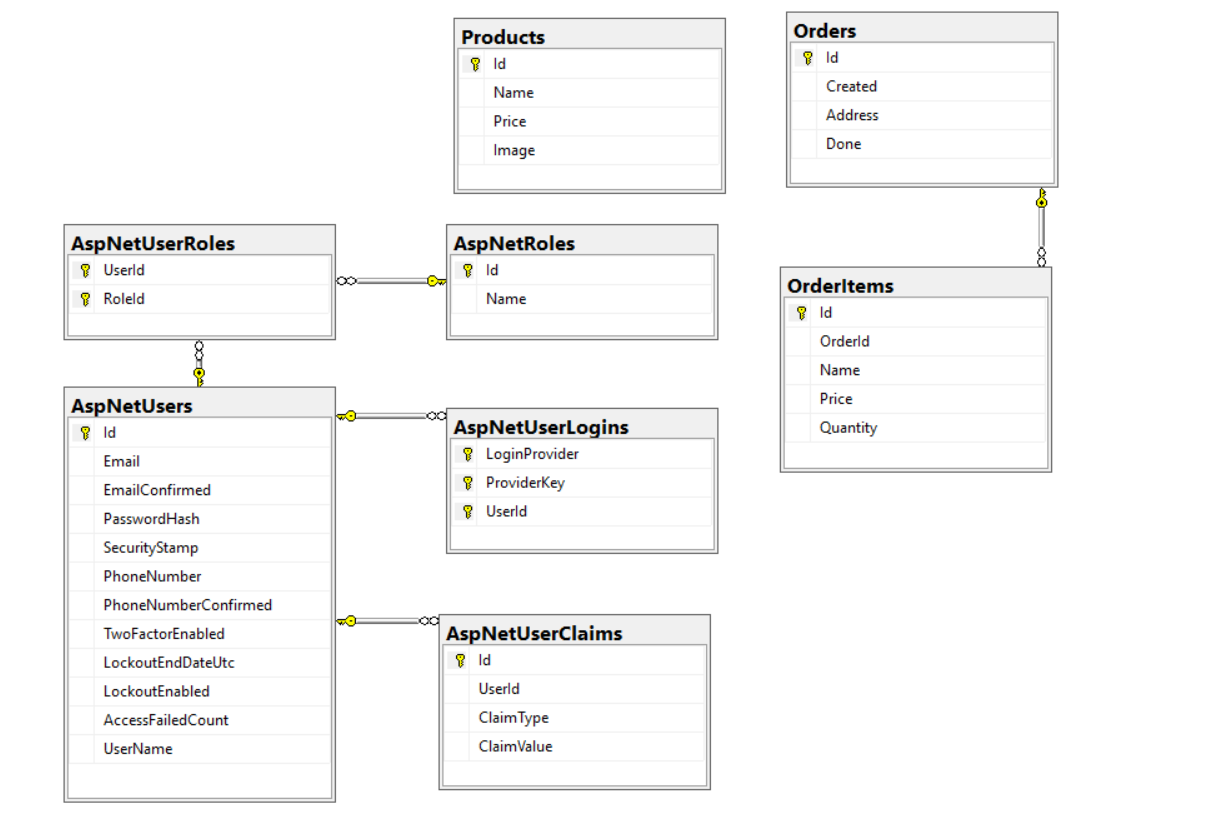 Products
Id
Name
Price
Image
Orders
Id
Created
Address
Done
AspNetUserRoles
UserId
RoleId
AspNetRoles
Id
Name
OrderItems
Id
OrderId
Name
Price
Quantity
AspNetUsers
Id
Email
EmailConfirmed
PasswordHash
SecurityStamp
PhoneNumber
PhoneNumberConfirmed
TwoFactorEnabled
LockoutEndDateUtc
LockoutEnabled
AccessFailedCount
UserName
AspNetUserLogins
LoginProvider
ProviderKey
UserId
AspNetUserClaims
Id
UserId
ClaimType
ClaimValue